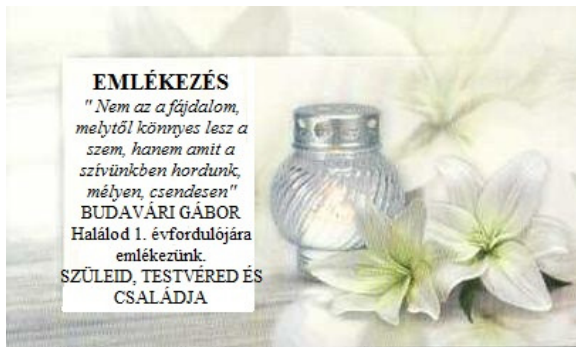 EMLÉKEZÉS
" Nem az a fájdalom,
melytől könnyes lesz a
szem, hanem amit a
szívünkben hordunk,
mélyen, csendesen"
BUDAVÁRI GÁBOR
Halálod 1. évfordulójára
emlékezünk.
SZÜLEID, TESTVÉRED ÉS
CSALÁDJA